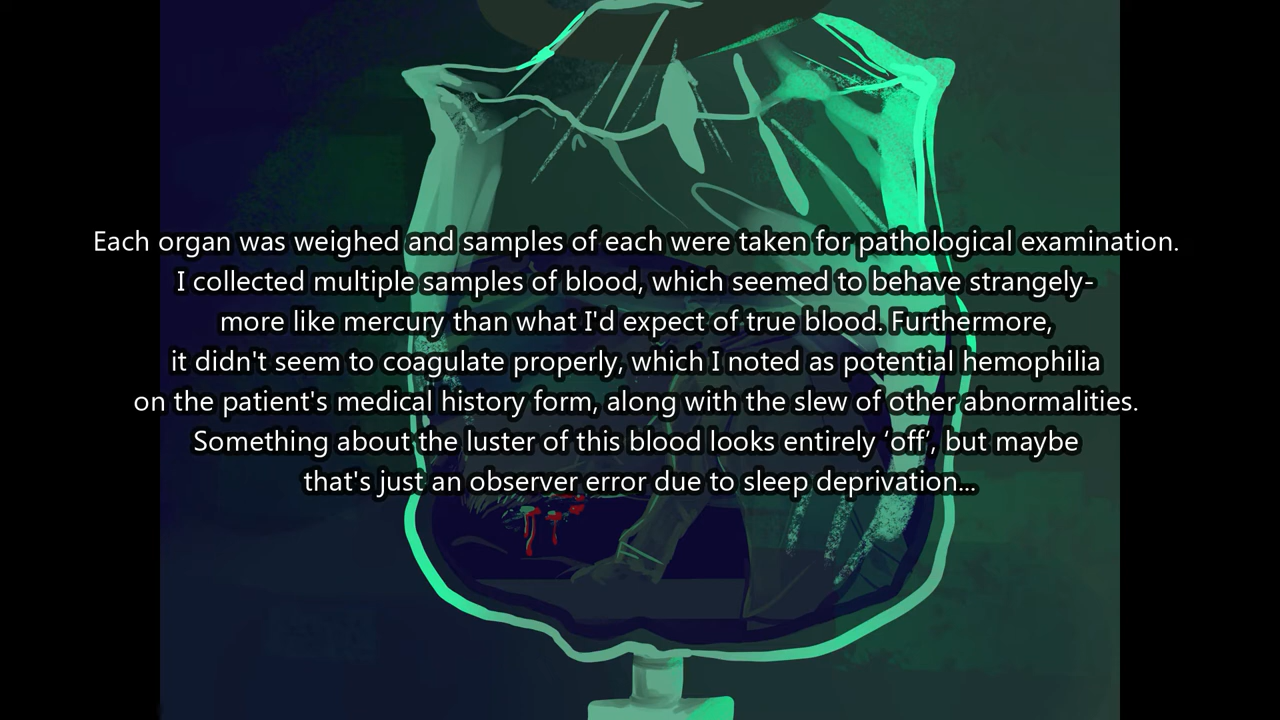 Each organ was weighed and samples of each were taken for pathological examination.
I collected multiple samples of blood, which seemed to behave strangely-
more like mercury than what I'd expect of true blood. Furthermore,
it didn't seem to coagulate properly, which I noted as potential hemophilia
on the patient's medical history form, along with the slew of other abnormalities.
Something about the luster of this blood looks entirely ‘off’, but maybe
that's just an observer error due to sleep deprivation...